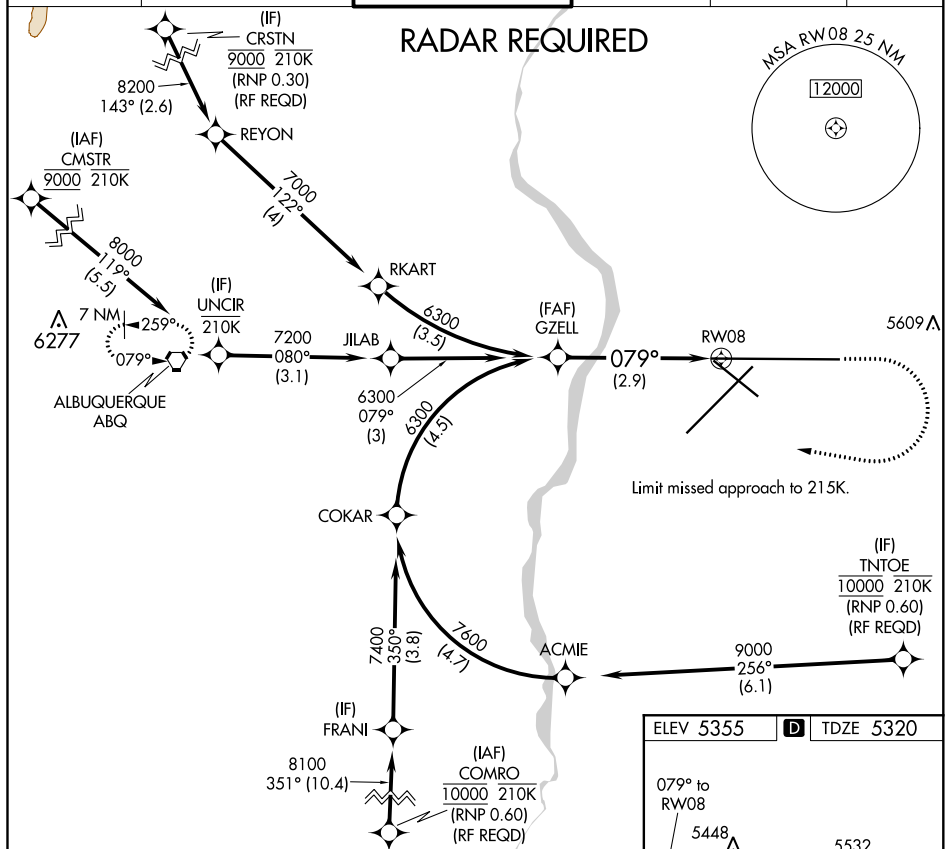 RADAR REQUIRED
MSA RW08 25 NM
12000
(IF)
CRSTN
9000 210K
(RNP 0.30)
(RF REQD)
8200
143° (2.6)
REYON
(IAF)
CMSTR
9000 210K
7000
122°
(4)
8000
119°
(5.5)
RKART
(IF)
UNCIR
210K
7 NM
259°
079°
6277
ALBUQUERQUE
ABQ
7200
080°
(3.1)
JILAB
6300
(3.5)
(FAF)
GZELL
079°
(2.9)
RW08
5609
6300
079°
(3)
6300
(4.5)
Limit missed approach to 215K.
COKAR
(IF)
TNTOE
10000 210K
(RNP 0.60)
(RF REQD)
7400
350°
(3.8)
7600
(4.7)
ACMIE
9000
256°
(6.1)
(IF)
FRANI
8100
351° (10.4)
(IAF)
COMRO
10000 210K
(RNP 0.60)
(RF REQD)
ELEV 5355 D TDZE 5320
079° to
RW08
5448
5532